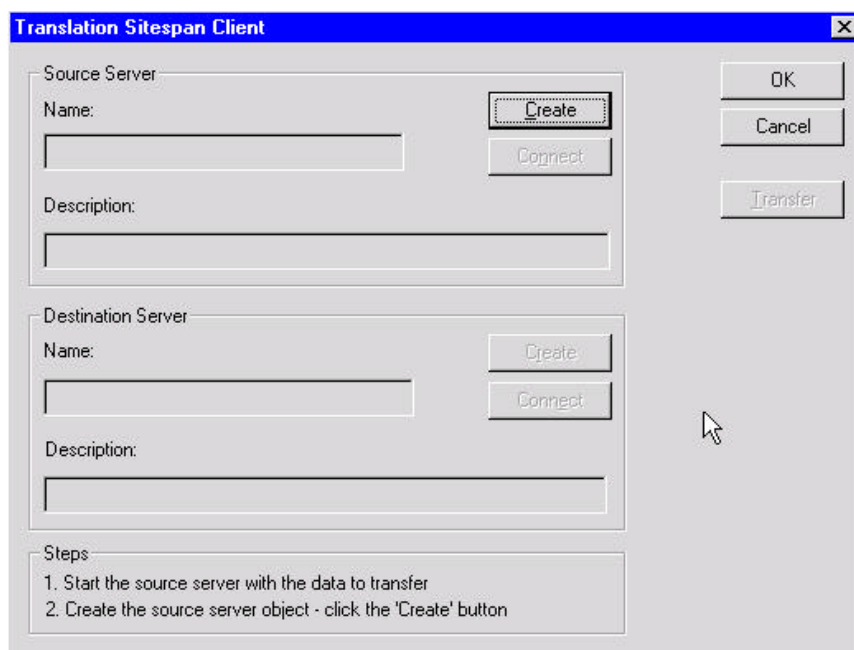 Translation Sitespan Client
Source Server
Name:
Create
Connect
Description:
OK
Cancel
Transfer
Destination Server
Name:
Create
Connect
Description:
Steps
1. Start the source server with the data to transfer
2. Create the source server object - click the 'Create' button